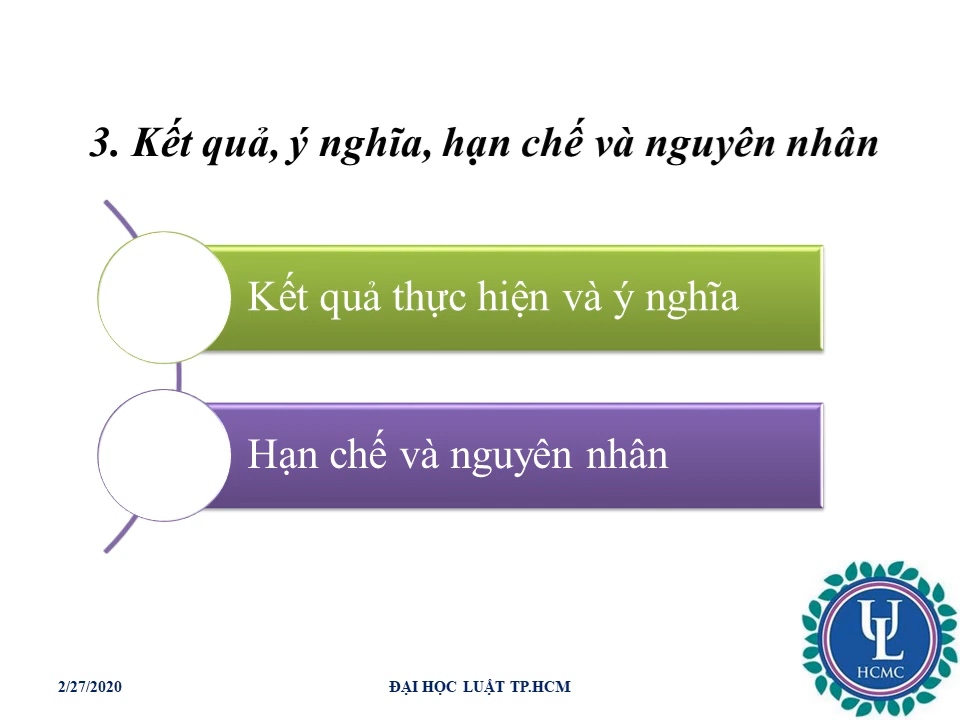 3. Kết quả, ý nghĩa, hạn chế và nguyên nhân
Kết quả thực hiện và ý nghĩa
Hạn chế và nguyên nhân
UL
HCMC
2/27/2020
ĐẠI HỌC LUẬT TP.HCM